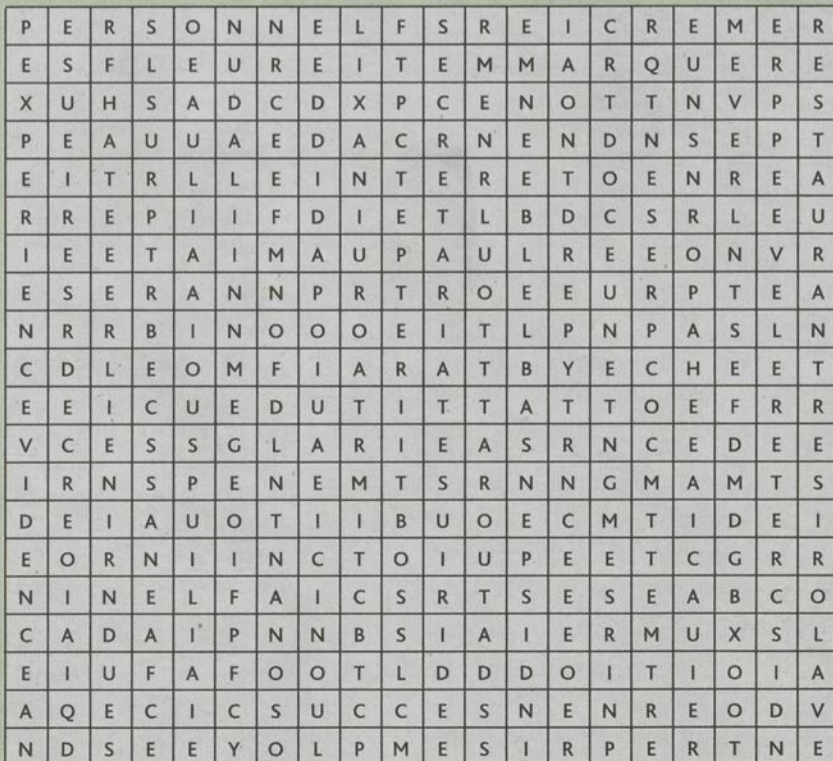 P E R S O N N E L F S R E I C R E M E R
E S F L E U R E I T E M M A R Q U E R E
X U H S A D C D X P C E N O T T N V P S
P E A U U A E D A C R N E N D N S E P T
E I T R L L E I N T E R E T O E N R E A
R R E P I I F D I E T L B D C S R L E U
I E E T A I M A U P A U L R E E O N V R
E S E R A N N P R T R O E E U R P T E A
N R R B I N O O O E I T L P N P A S L N
C D L E O M F I A R A T B Y E C H E E T
E E I C U E D U T I T T A T T O E F R R
V C E S S G L A R I E A S R N C E D E E
I R N S P E N E M T S R N N G M A M T S
D E I A U O T I I B U O E C M T I D E I
E O R N I I N C T O I U P E E T C G R R
N I N E L F A I C S R T S E S E A B C O
C A D A I P N N B S I A I E R M U X S L
E I U F A F O O T L D D D O I T I O I A
A Q E C I C S U C C E S N E N R E O D V
N D S E E Y O L P M E S I R P E R T N E